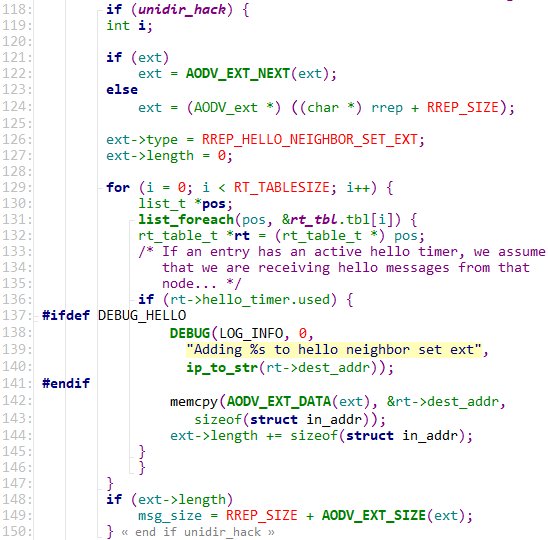 118: if (unidir_hack) {
119: int i;
120:
121: if (ext)
122: ext = AODV_EXT_NEXT(ext);
123: else
124: ext = (AODV_ext *) ((char *) rrep + RREP_SIZE);
125:
126: ext->type = RREP_HELLO_NEIGHBOR_SET_EXT;
127: ext->length = 0;
128:
129: for (i = 0; i < RT_TABLESIZE; i++) {
130: list_t *pos;
131: list_foreach(pos, &rt_tbl.tbl[i]) {
132: rt_table_t *rt = (rt_table_t *) pos;
133: /* If an entry has an active hello timer, we assume
134: that we are receiving hello messages from that
135: node... */
136: if (rt->hello_timer.used) {
137: #ifdef DEBUG_HELLO
138: DEBUG(LOG_INFO, 0,
139: "Adding %s to hello neighbor set ext",
140: ip_to_str(rt->dest_addr));
141: #endif
142: memcpy(AODV_EXT_DATA(ext), &rt->dest_addr,
143: sizeof(struct in_addr));
144: ext->length += sizeof(struct in_addr);
145: }
146: }
147: }
148: if (ext->length)
149: msg_size = RREP_SIZE + AODV_EXT_SIZE(ext);
150: } « end if unidir_hack »